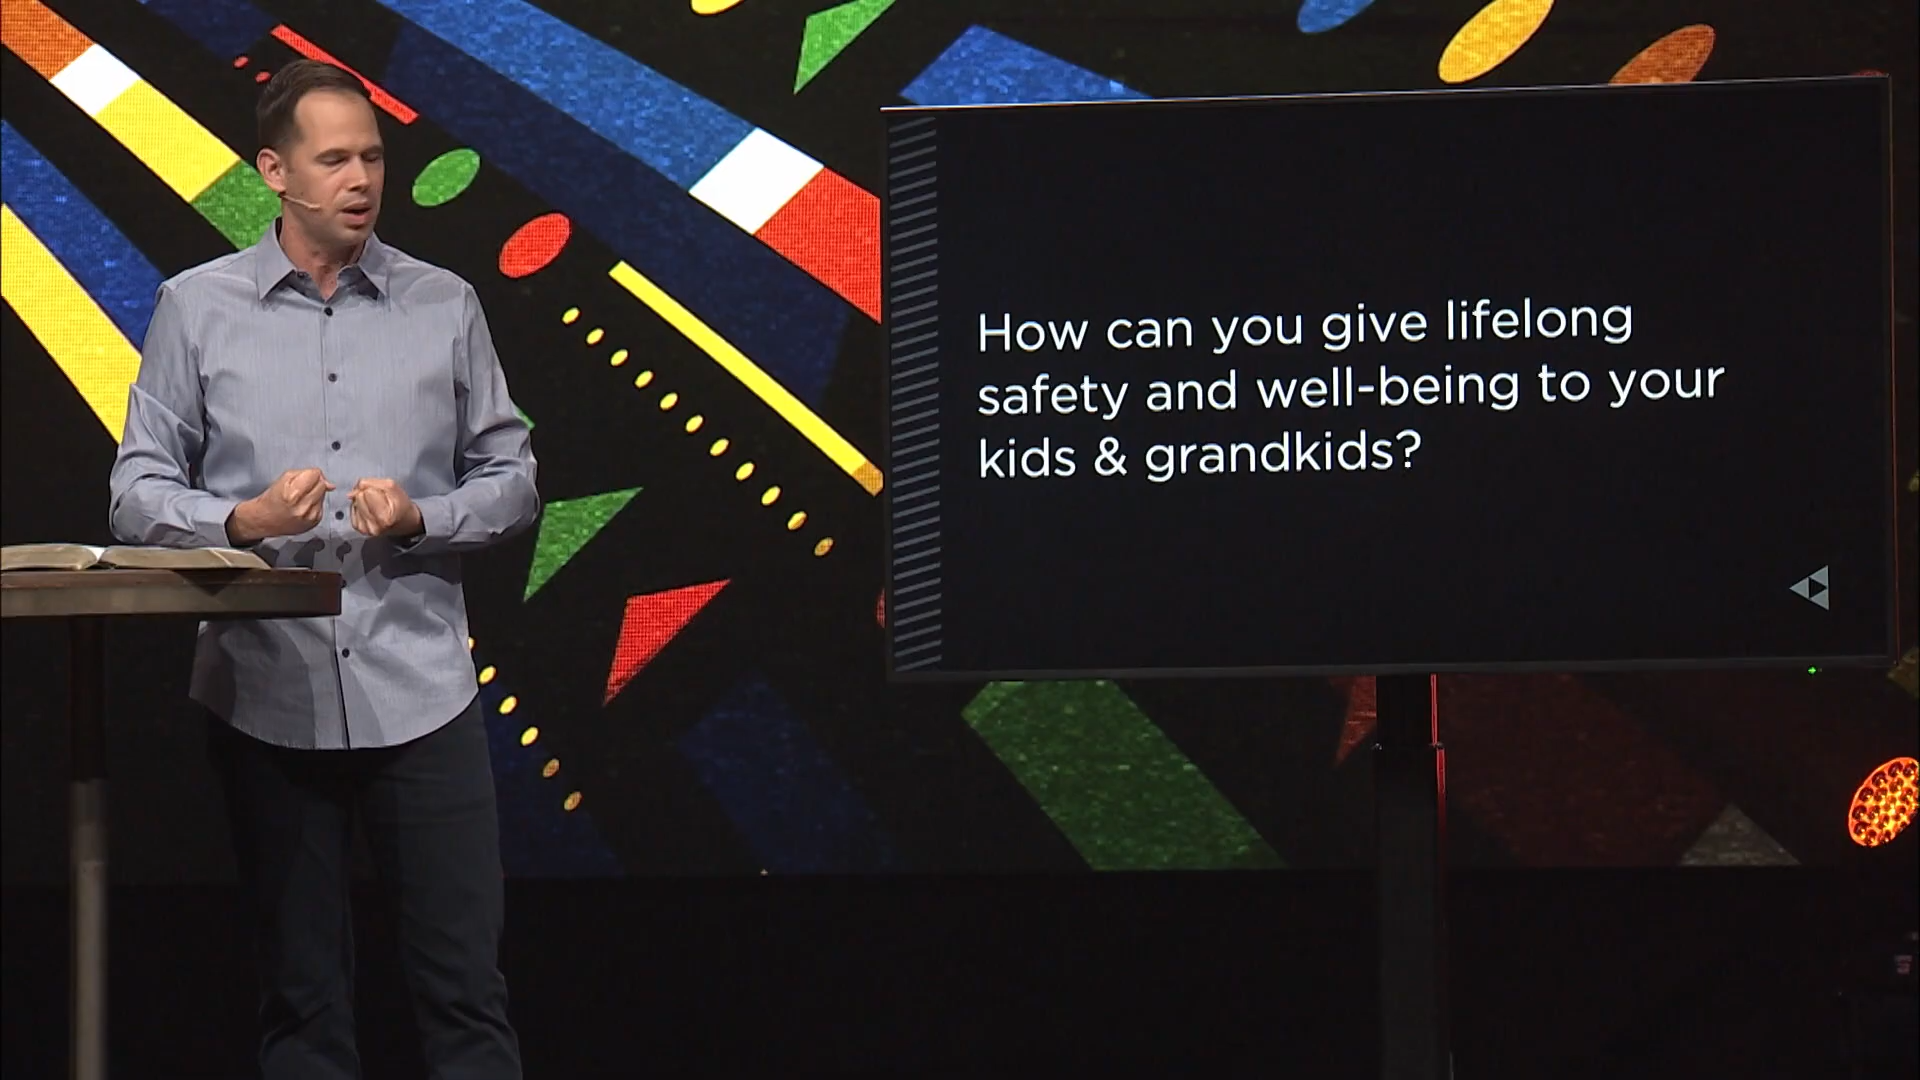 How can you give lifelong
safety and well-being to your
kids & grandkids?